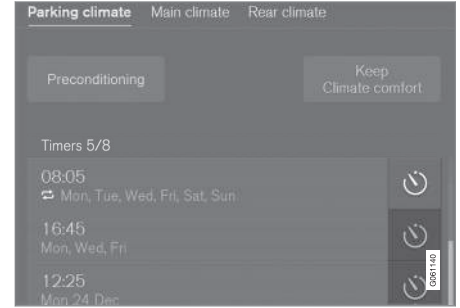 Parking climate Main climate Rear climate
Preconditioning
Keep
Climate comfort
Timers 5/8
08:05
Mon, Tue, Wed, Fri, Sat, Sun
16:45
Mon, Wed, Fri
12:25
Mon 24 Dec
G061140